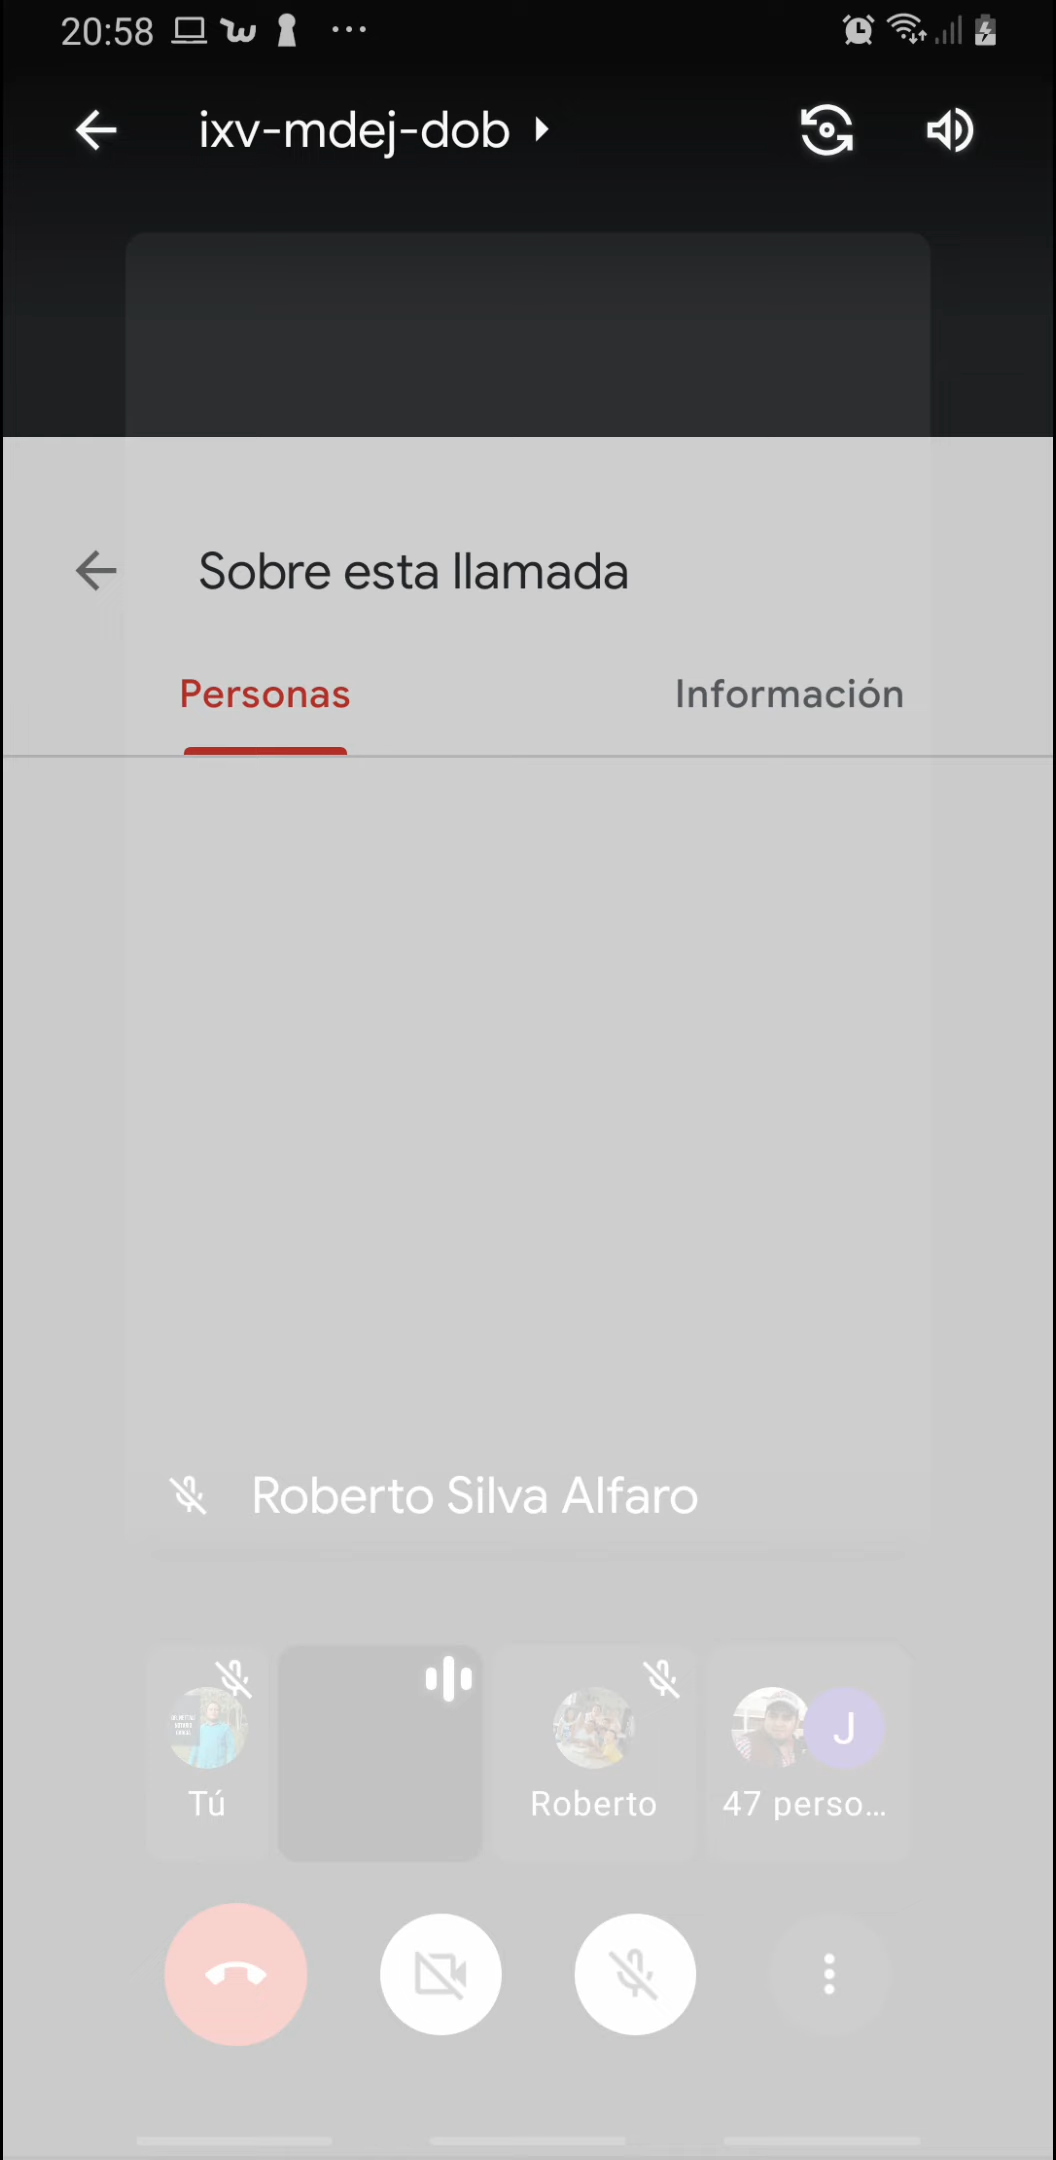 20:58
ixv-mdej-dob
Sobre esta llamada
Personas
Información
Roberto Silva Alfaro
J
Tú
Roberto
47 perso...